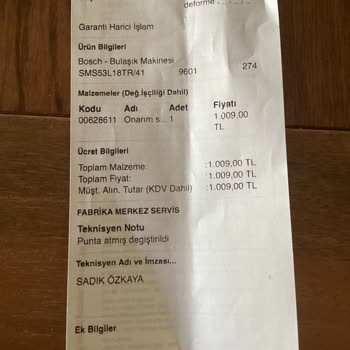 deforme
Garanti Harici İşlem
Ürün Bilgileri
Bosch - Bulaşık Makinesi
SMS53L18TR/41 9601 274
Malzemeler (Değ.İşçiliği Dahil)
Kodu Adı Adet Fiyatı
00628611 Onarım s... 1 1.009,00
TL
Ücret Bilgileri
Toplam Malzeme: :1.009,00 TL
Toplam Fiyat: :1.009,00 TL
Müşt. Alın. Tutar (KDV Dahil) :1.009,00 TL
FABRİKA MERKEZ SERVİS
Teknisyen Notu
Punta atmış degiştirildi
Teknisyen Adı ve İmzası...
SADIK ÖZKAYA
Ek Bilgiler